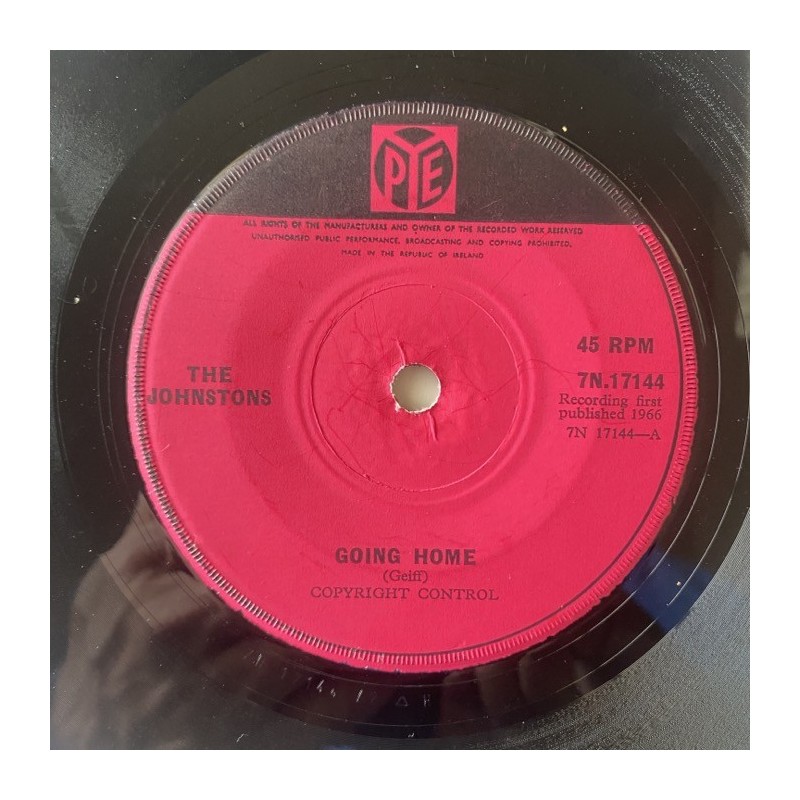 PYE
ALL RIGHTS OF THE MANUFACTURERS AND OWNER OF THE RECORDED WORK RESERVED
UNAUTHORISED PUBLIC PERFORMANCE, BROADCASTING AND COPYING PROHIBITED,
MADE IN THE REPUBLIC OF IRELAND
THE
JOHNSTONS
45 RPM
7N.17144
Recording first
published 1966
7N 17144—A
GOING HOME
(Geiff)
COPYRIGHT CONTROL